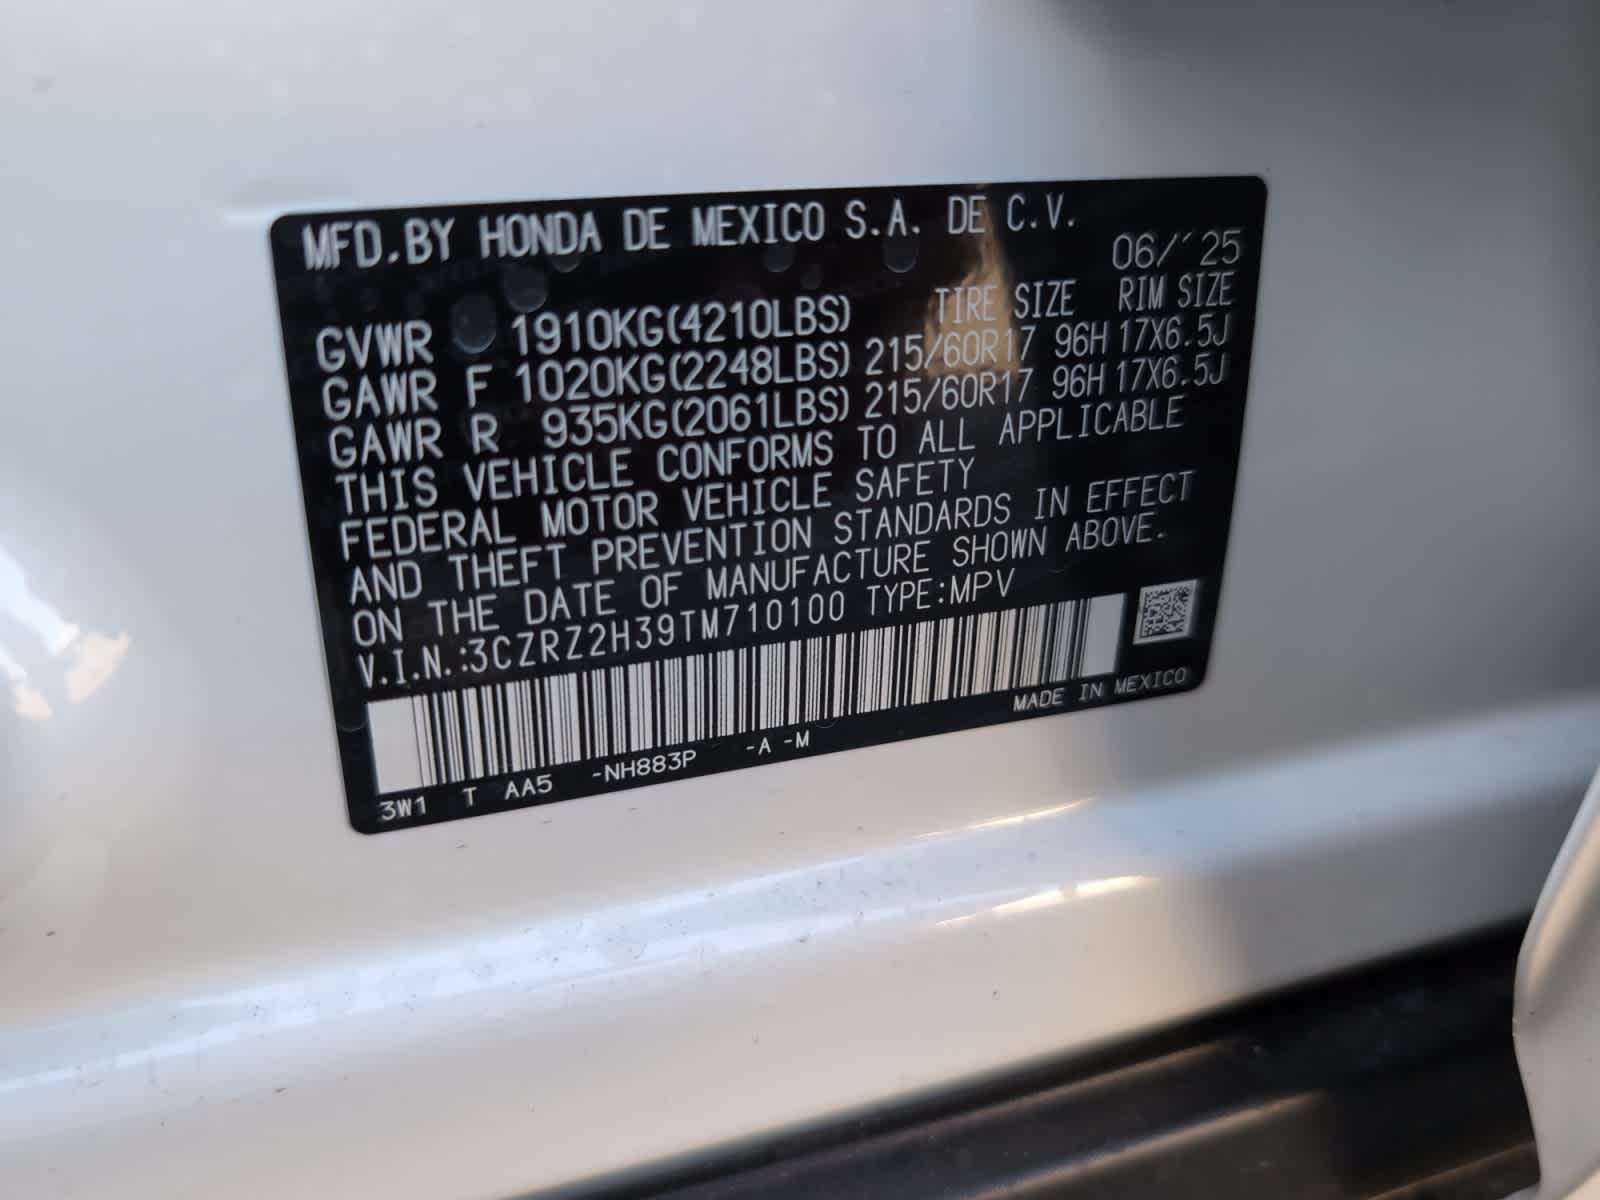 MFD.BY HONDA DE MEXICO S.A. DE C.V.
06/'25
TIRE SIZE RIM SIZE
GVWR 1910KG(4210LBS)
GAWR F 1020KG(2248LBS) 215/60R17 96H 17X6.5J
GAWR R 935KG(2061LBS) 215/60R17 96H 17X6.5J
THIS VEHICLE CONFORMS TO ALL APPLICABLE
FEDERAL MOTOR VEHICLE SAFETY
AND THEFT PREVENTION STANDARDS IN EFFECT
ON THE DATE OF MANUFACTURE SHOWN ABOVE.
V.I.N.:3CZRZ2H39TM710100 TYPE:MPV
MADE IN MEXICO
3W1 T AA5 -NH883P -A -M